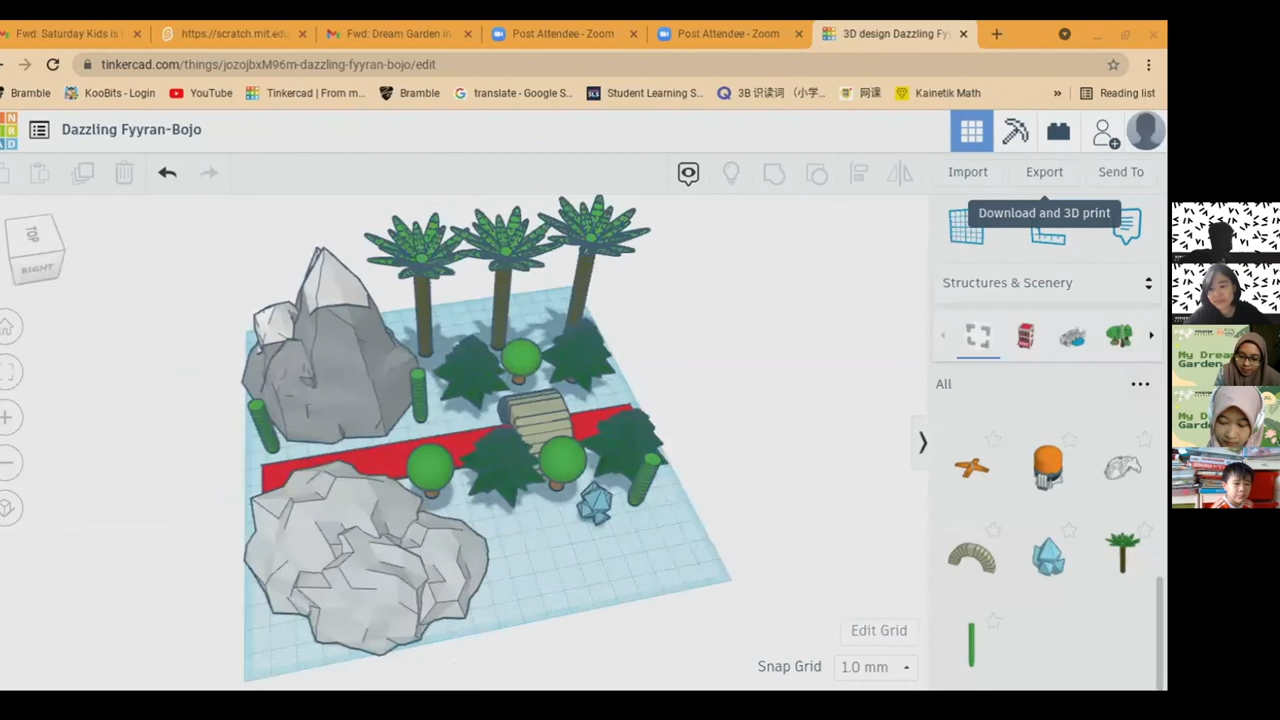 Fwd: Saturday Kids is
https://scratch.mit.edu
Fwd: Dream Garden in
Post Attendee - Zoom
Post Attendee - Zoom
3D design Dazzling Fy
tinkercad.com/things/jozojbxM96m-dazzling-fyyran-bojo/edit
Bramble
KooBits - Login
YouTube
Tinkercad | From m...
Bramble
translate - Google S...
SLS
Student Learning S...
3B 识读词（小学...
网课
Kainetik Math
»
Reading list
Dazzling Fyyran-Bojo
Import
Export
Send To
Download and 3D print
TOP
RIGHT
Structures & Scenery
All
Edit Grid
Snap Grid
1.0 mm
My Dream
Garden
My Dre
Garde